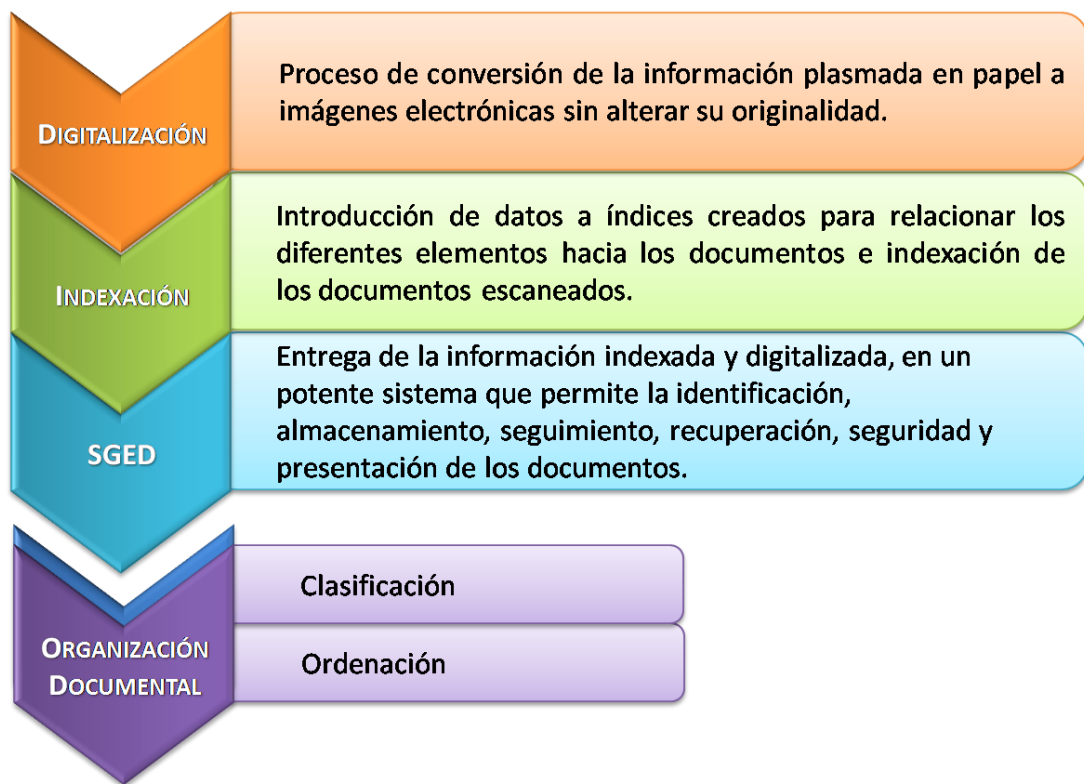 DIGITALIZACIÓN
Proceso de conversión de la información plasmada en papel a
imágenes electrónicas sin alterar su originalidad.
INDEXACIÓN
Introducción de datos a índices creados para relacionar los
diferentes elementos hacia los documentos e indexación de
los documentos escaneados.
SGED
Entrega de la información indexada y digitalizada, en un
potente sistema que permite la identificación,
almacenamiento, seguimiento, recuperación, seguridad y
presentación de los documentos.
ORGANIZACIÓN
DOCUMENTAL
Clasificación
Ordenación